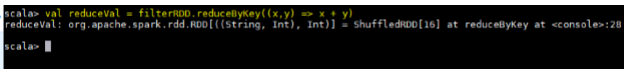 scala> val reduceVal = filterRDD.reduceByKey((x,y) => x + y)
reduceVal: org.apache.spark.rdd.RDD[((String, Int), Int)] = ShuffledRDD[16] at reduceByKey at <console>:28
scala>